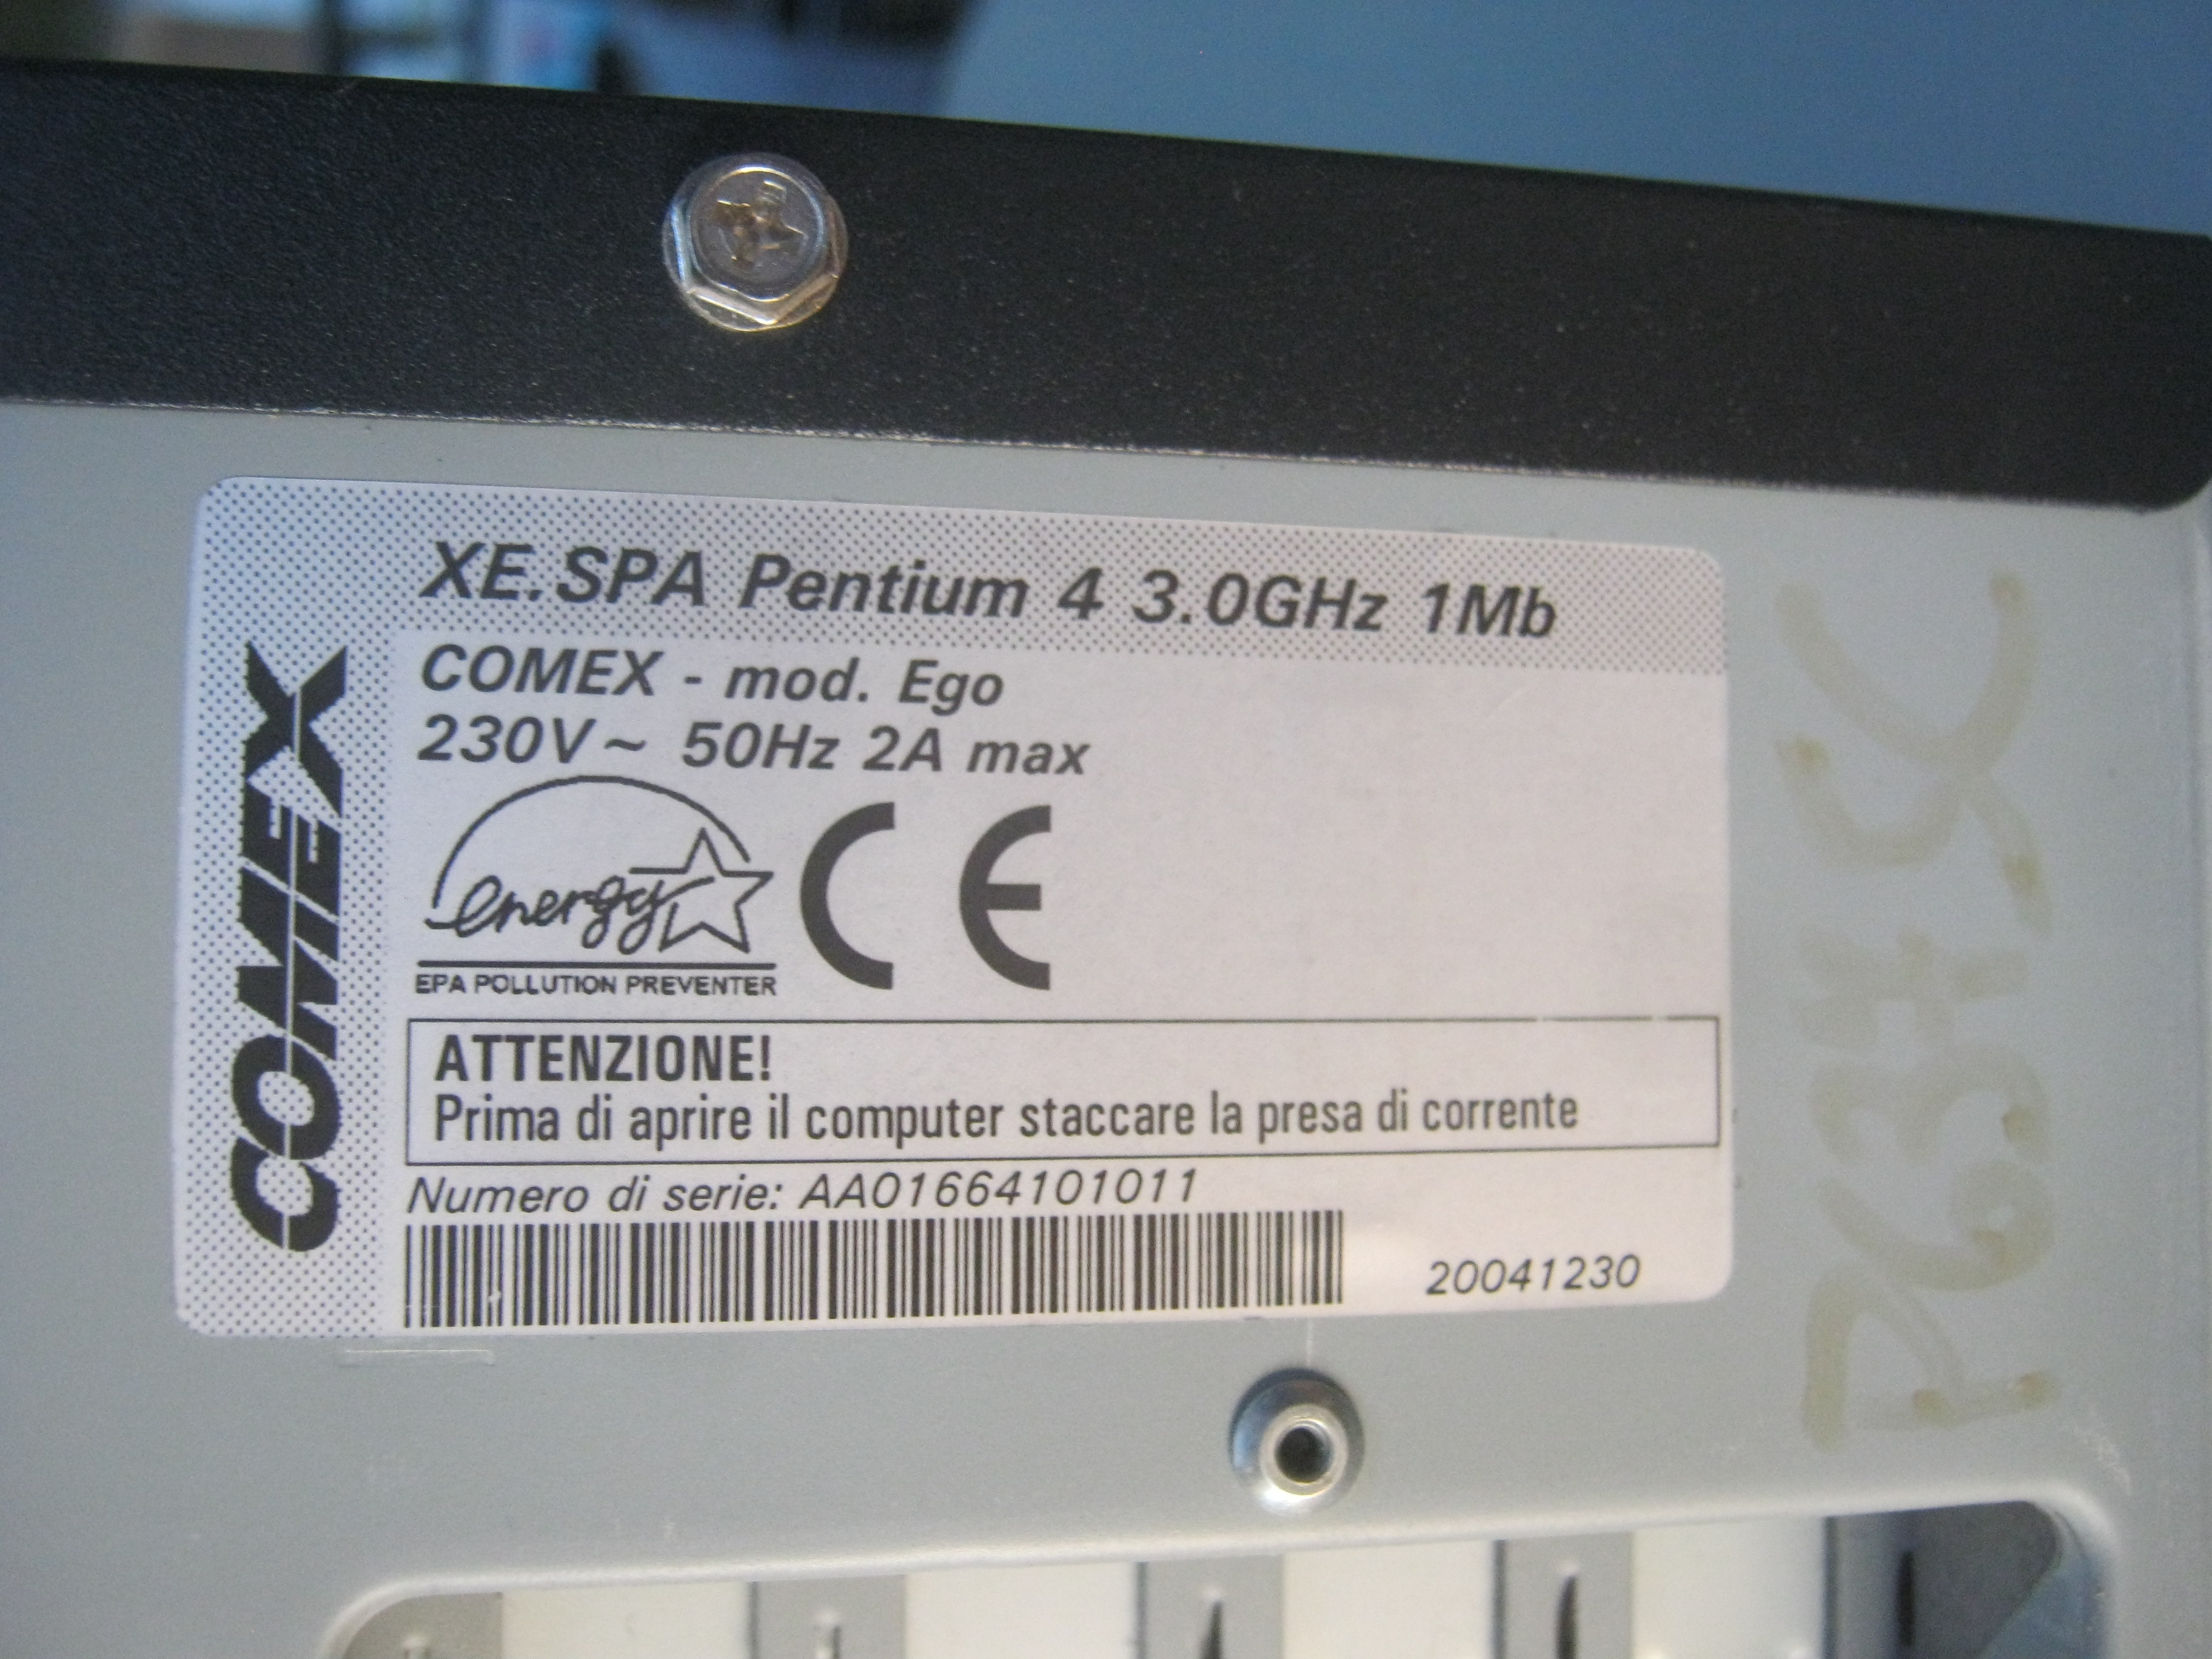 XE.SPA Pentium 4 3.0GHz 1Mb
COMEX - mod. Ego
230V~ 50Hz 2A max
COMEX
energy
CE
EPA POLLUTION PREVENTER
ATTENZIONE!
Prima di aprire il computer staccare la presa di corrente
Numero di serie: AA01664101011
20041230